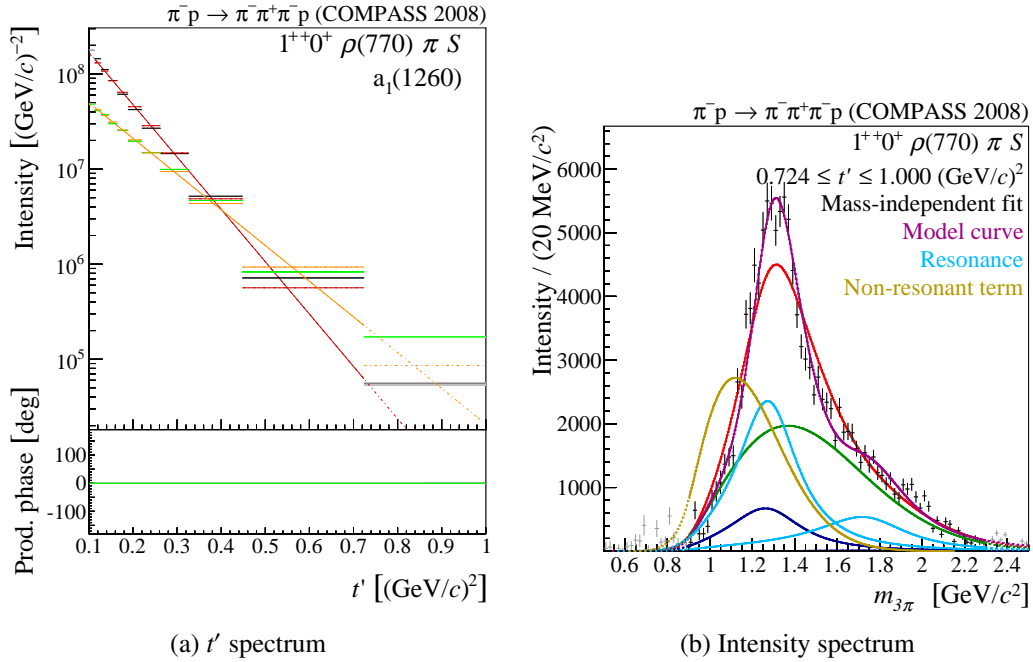 π⁻p → π⁻π⁺π⁻p (COMPASS 2008)
1⁺⁺0⁺ ρ(770) π S
a₁(1260)
Intensity [(GeV/c)⁻²]
10⁸
10⁷
10⁶
10⁵
Prod. phase [deg]
100
0
-100
0.1 0.2 0.3 0.4 0.5 0.6 0.7 0.8 0.9 1
t' [(GeV/c)²]
(a) t′ spectrum
π⁻p → π⁻π⁺π⁻p (COMPASS 2008)
1⁺⁺0⁺ ρ(770) π S
0.724 ≤ t' ≤ 1.000 (GeV/c)²
Mass-independent fit
Model curve
Resonance
Non-resonant term
Intensity / (20 MeV/c²)
6000
5000
4000
3000
2000
1000
0.6 0.8 1 1.2 1.4 1.6 1.8 2 2.2 2.4
m₃π [GeV/c²]
(b) Intensity spectrum